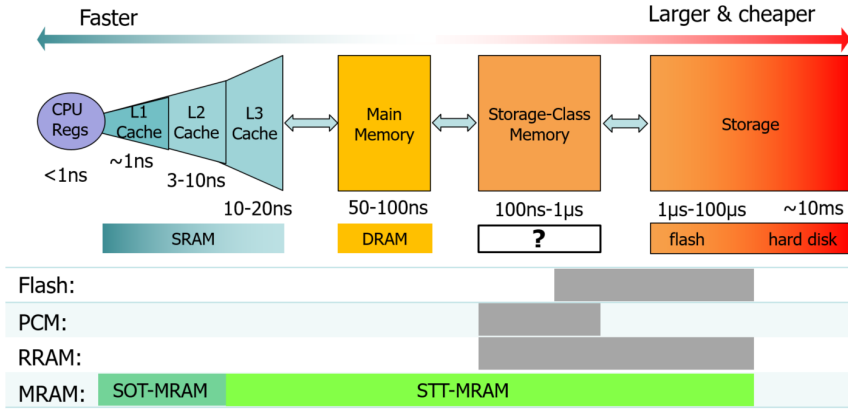 Faster
Larger & cheaper
CPU
Regs
L1
Cache
L2
Cache
L3
Cache
Main
Memory
Storage-Class
Memory
Storage
<1ns
~1ns
3-10ns
10-20ns
50-100ns
100ns-1µs
1µs-100µs
~10ms
SRAM
DRAM
?
flash
hard disk
Flash:
PCM:
RRAM:
MRAM:
SOT-MRAM
STT-MRAM